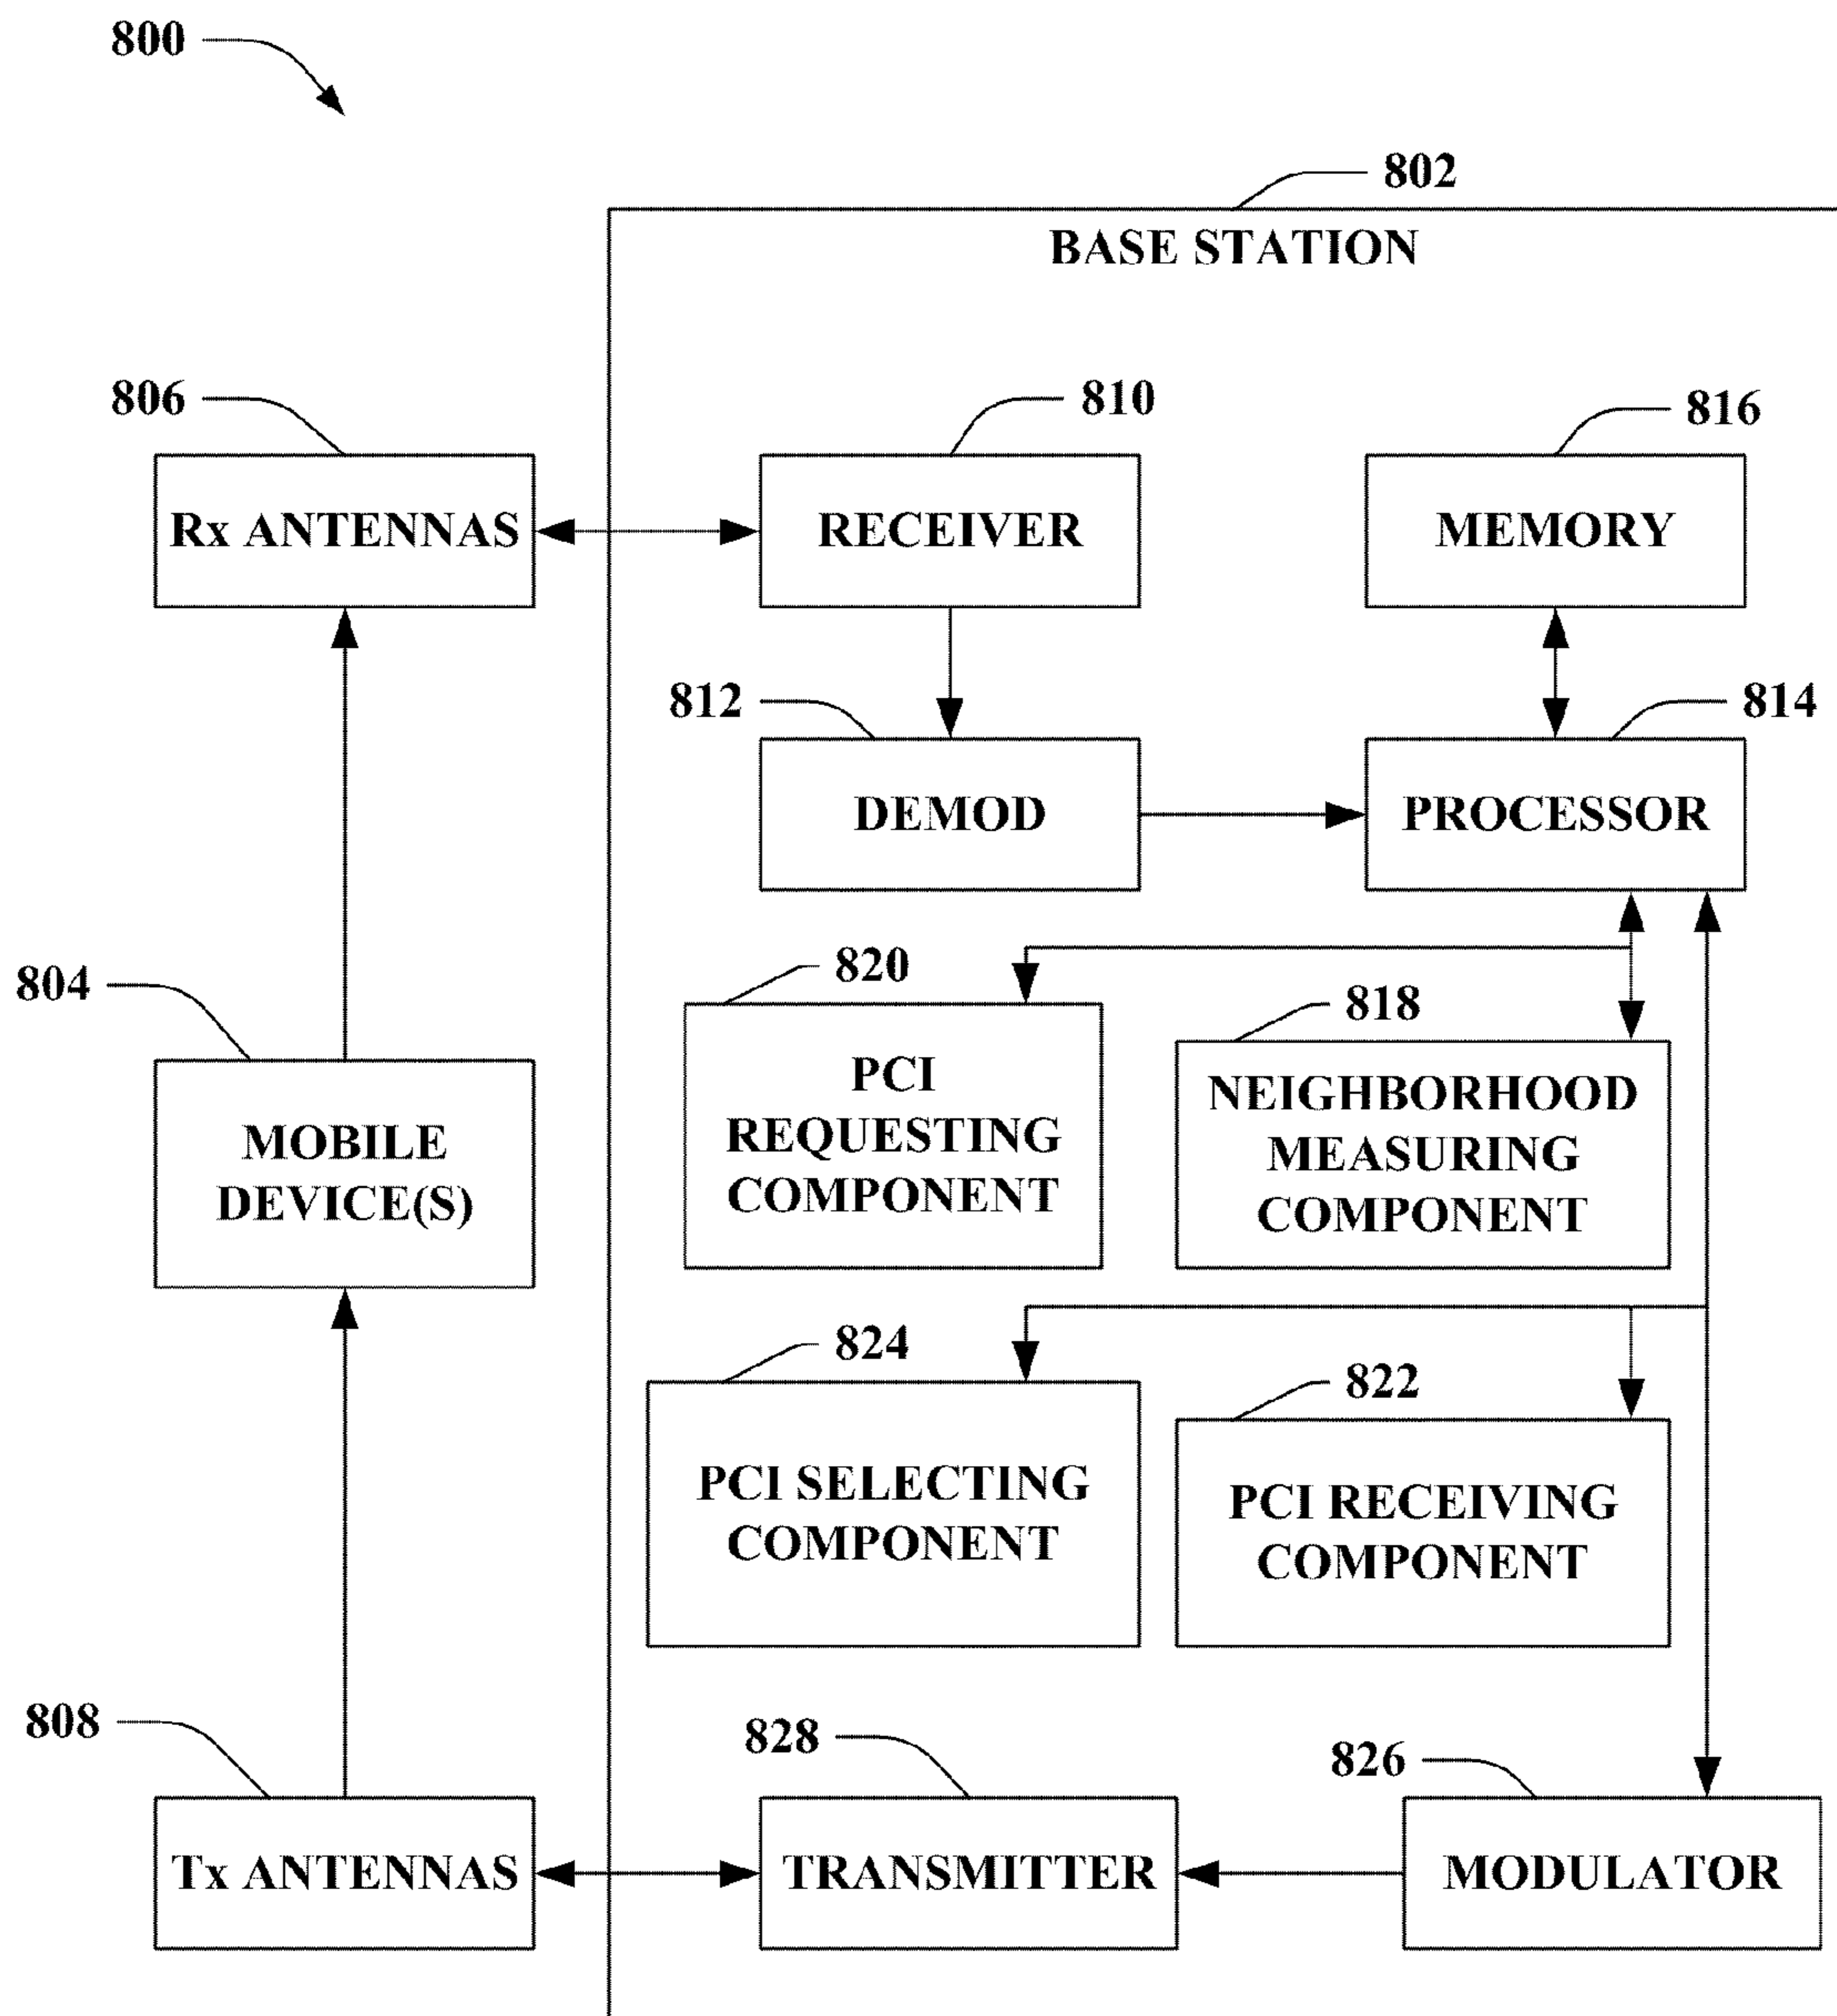 800
802
BASE STATION
806
810
816
Rx ANTENNAS
RECEIVER
MEMORY
812
814
DEMOD
PROCESSOR
820
818
804
PCI
REQUESTING
COMPONENT
NEIGHBORHOOD
MEASURING
COMPONENT
MOBILE
DEVICE(S)
824
822
PCI SELECTING
COMPONENT
PCI RECEIVING
COMPONENT
808
828
826
Tx ANTENNAS
TRANSMITTER
MODULATOR